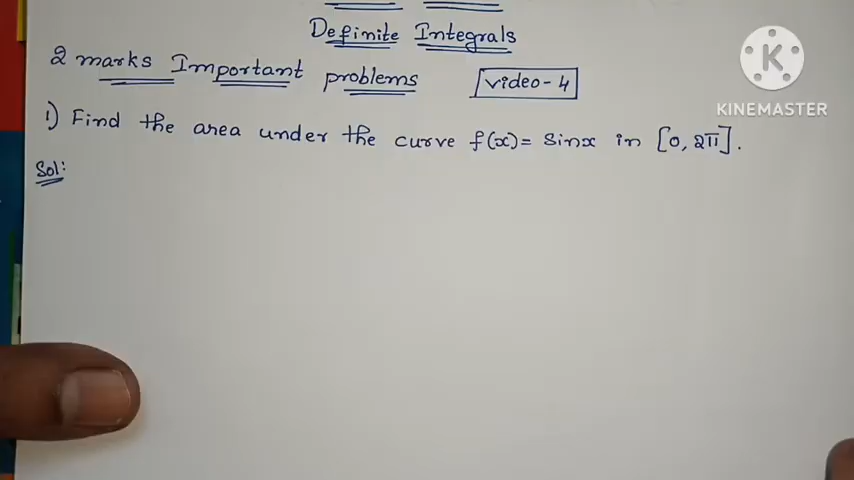 Definite Integrals
2 marks Important problems video-4
K
KINEMASTER
1) Find the area under the curve f(x)= sinx in [0, 2π].
Sol: